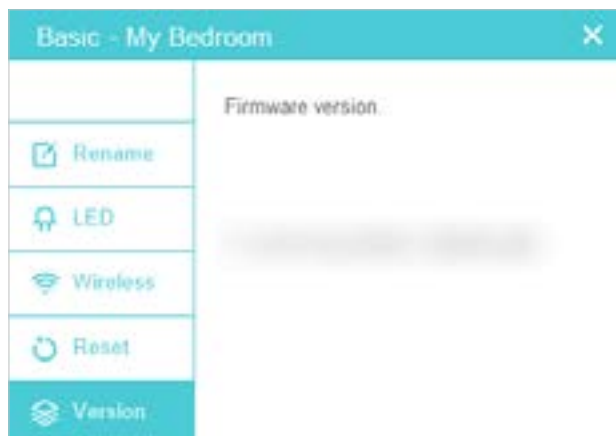 Basic - My Bedroom
Firmware version.
Rename
LED
Wireless
Reset
Version